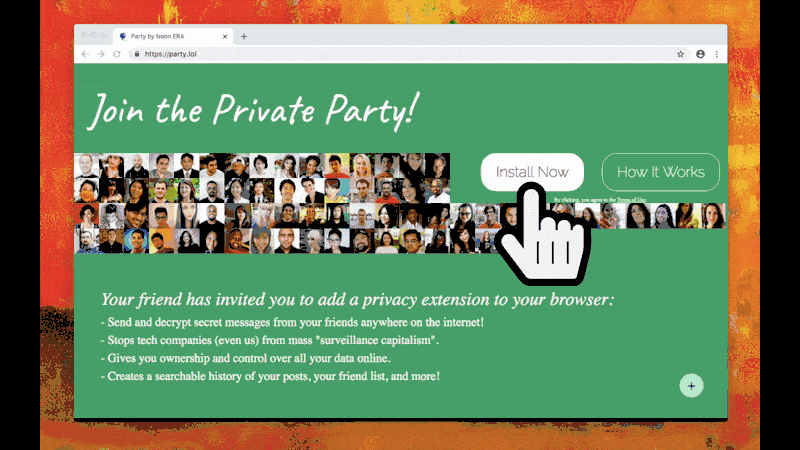 Party by Neon ERA
https://party.lol
Join the Private Party!
Install Now
How It Works
By clicking, you agree to the Terms of Use
Your friend has invited you to add a privacy extension to your browser:
- Send and decrypt secret messages from your friends anywhere on the internet!
- Stops tech companies (even us) from mass "surveillance capitalism".
- Gives you ownership and control over all your data online.
- Creates a searchable history of your posts, your friend list, and more!